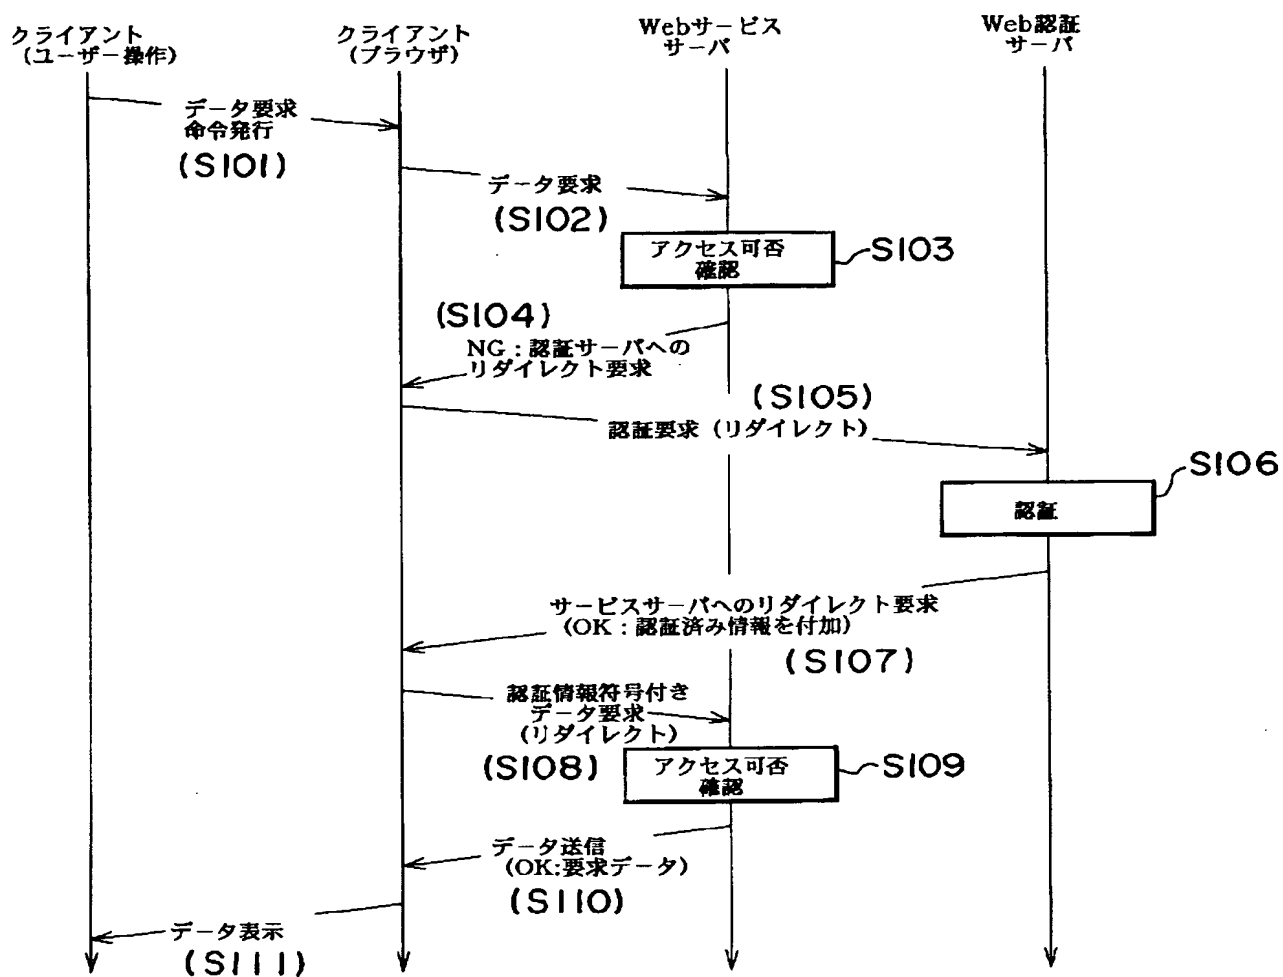 クライアント
(ユーザー操作)
クライアント
(ブラウザ)
Webサービス
サーバ
Web認証
サーバ
データ要求
命令発行
(S101)
データ要求
(S102)
アクセス可否
確認
S103
(S104)
NG:認証サーバへの
リダイレクト要求
(S105)
認証要求(リダイレクト)
S106
認証
サービスサーバへのリダイレクト要求
(OK:認証済み情報を付加)
(S107)
認証情報符号付き
データ要求
(リダイレクト)
(S108)
アクセス可否
確認
S109
データ送信
(OK:要求データ)
(S110)
データ表示
(S111)